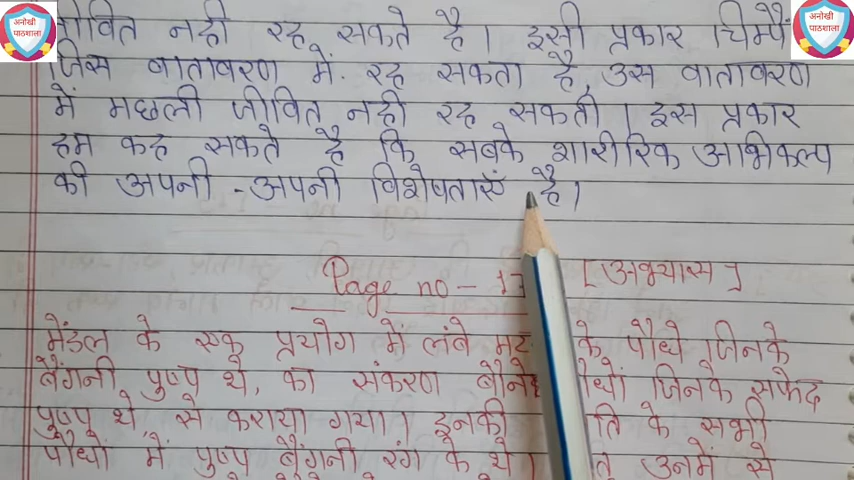 अनोखी
पाठशाला
अनोखी
पाठशाला
जीवित नही रह सकते है। इसी प्रकार चिम्पैं
जिस वातावरण में रह सकता है, उस वातावरण
में मछली जीवित नही रह सकती। इस प्रकार
हम कह सकते है कि सबके शारीरिक अभिकल्प
की अपनी-अपनी विशेषताएँ है।
Page no - [अभ्यास]
मेंडल के एक प्रयोग में लंबे के पौधे जिनके
बैंगनी पुष्प थे, का संकरण बौने जिनके सफेद
पुष्प थे, से कराया गया। इनकी के सभी
पौधों में पुष्प बैंगनी रंग के थे। उनमें से